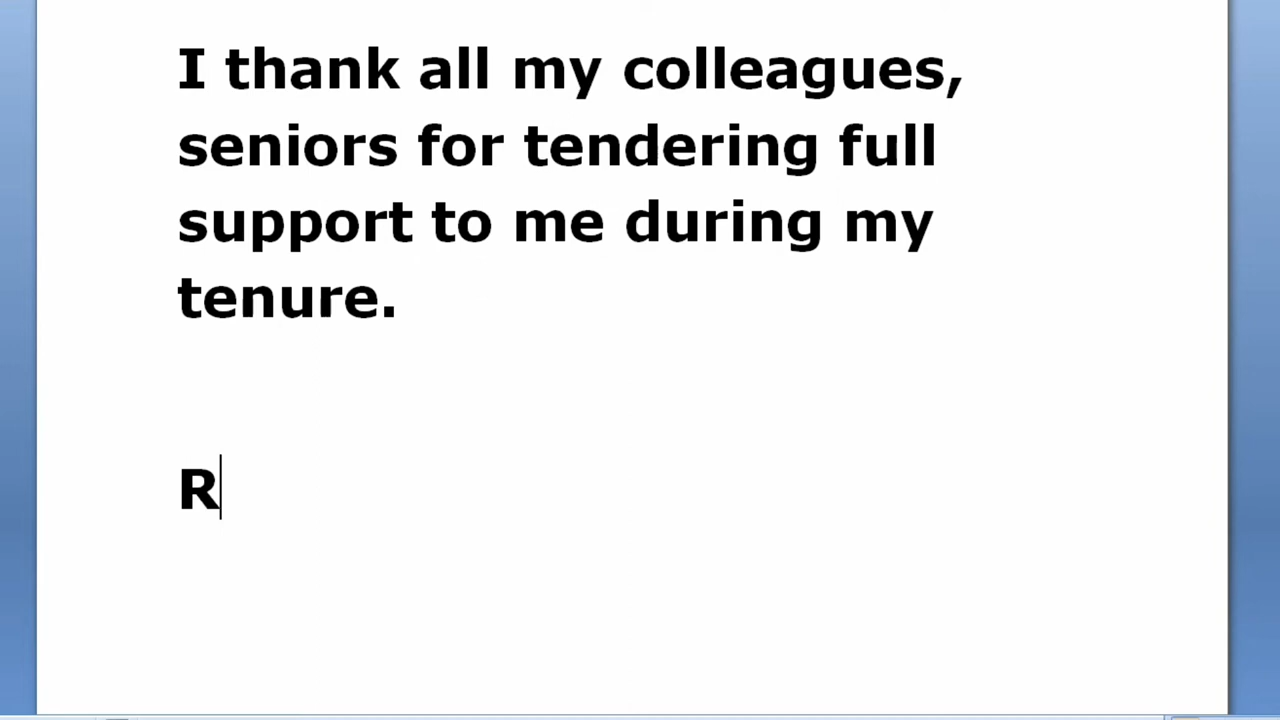 I thank all my colleagues,
seniors for tendering full
support to me during my
tenure.
R